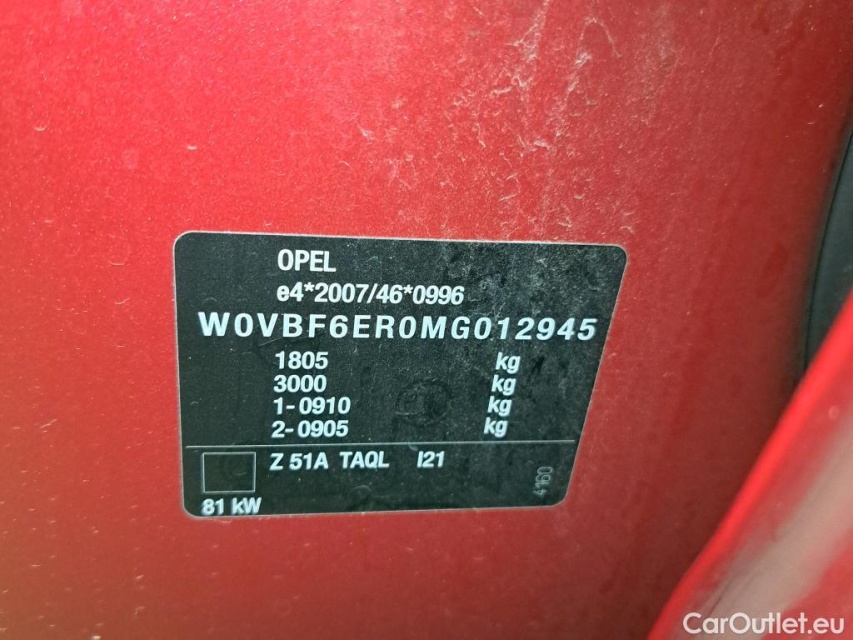 OPEL
e4*2007/46*0996
W0VBF6ER0MG012945
1805 kg
3000 kg
1-0910 kg
2-0905 kg
Z 51A TAQL I21
4160
81 kW
CarOutlet.eu